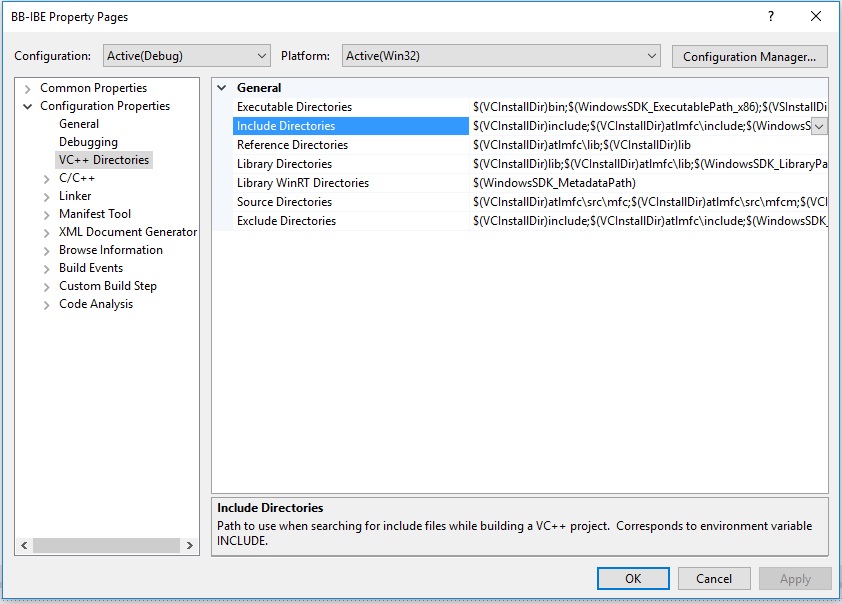 BB-IBE Property Pages
?
Configuration: Active(Debug) Platform: Active(Win32) Configuration Manager...
Common Properties
Configuration Properties
General
Debugging
VC++ Directories
C/C++
Linker
Manifest Tool
XML Document Generator
Browse Information
Build Events
Custom Build Step
Code Analysis
General
Executable Directories $(VCInstallDir)bin;$(WindowsSDK_ExecutablePath_x86);$(VSInstallDi
Include Directories $(VCInstallDir)include;$(VCInstallDir)atlmfc\include;$(WindowsS
Reference Directories $(VCInstallDir)atlmfc\lib;$(VCInstallDir)lib
Library Directories $(VCInstallDir)lib;$(VCInstallDir)atlmfc\lib;$(WindowsSDK_LibraryPa
Library WinRT Directories $(WindowsSDK_MetadataPath)
Source Directories $(VCInstallDir)atlmfc\src\mfc;$(VCInstallDir)atlmfc\src\mfcm;$(VCI
Exclude Directories $(VCInstallDir)include;$(VCInstallDir)atlmfc\include;$(WindowsSDK_
Include Directories
Path to use when searching for include files while building a VC++ project. Corresponds to environment variable
INCLUDE.
OK Cancel Apply